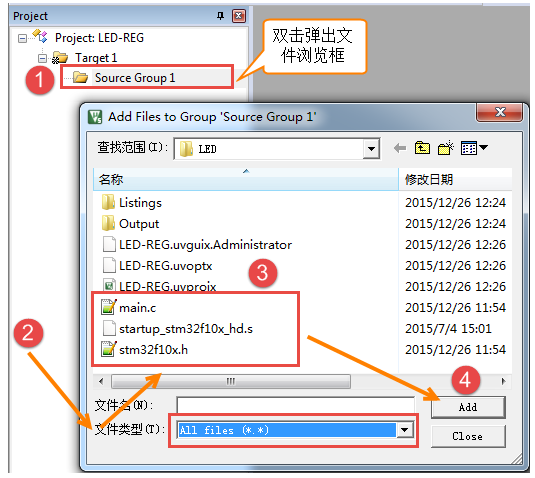 Project
Project: LED-REG
Target 1
Source Group 1
1
双击弹出文
件浏览框
Add Files to Group 'Source Group 1'
查找范围(I):
LED
名称
修改日期
Listings
2015/12/26 12:24
Output
2015/12/26 12:24
LED-REG.uvguix.Administrator
2015/12/26 12:26
LED-REG.uvoptx
2015/12/26 12:26
LED-REG.uvprojx
2015/12/26 12:26
3
main.c
2015/12/26 11:54
startup_stm32f10x_hd.s
2015/7/4 15:01
stm32f10x.h
2015/12/26 11:54
2
4
文件名(N):
Add
文件类型(T):
All files (*.*)
Close